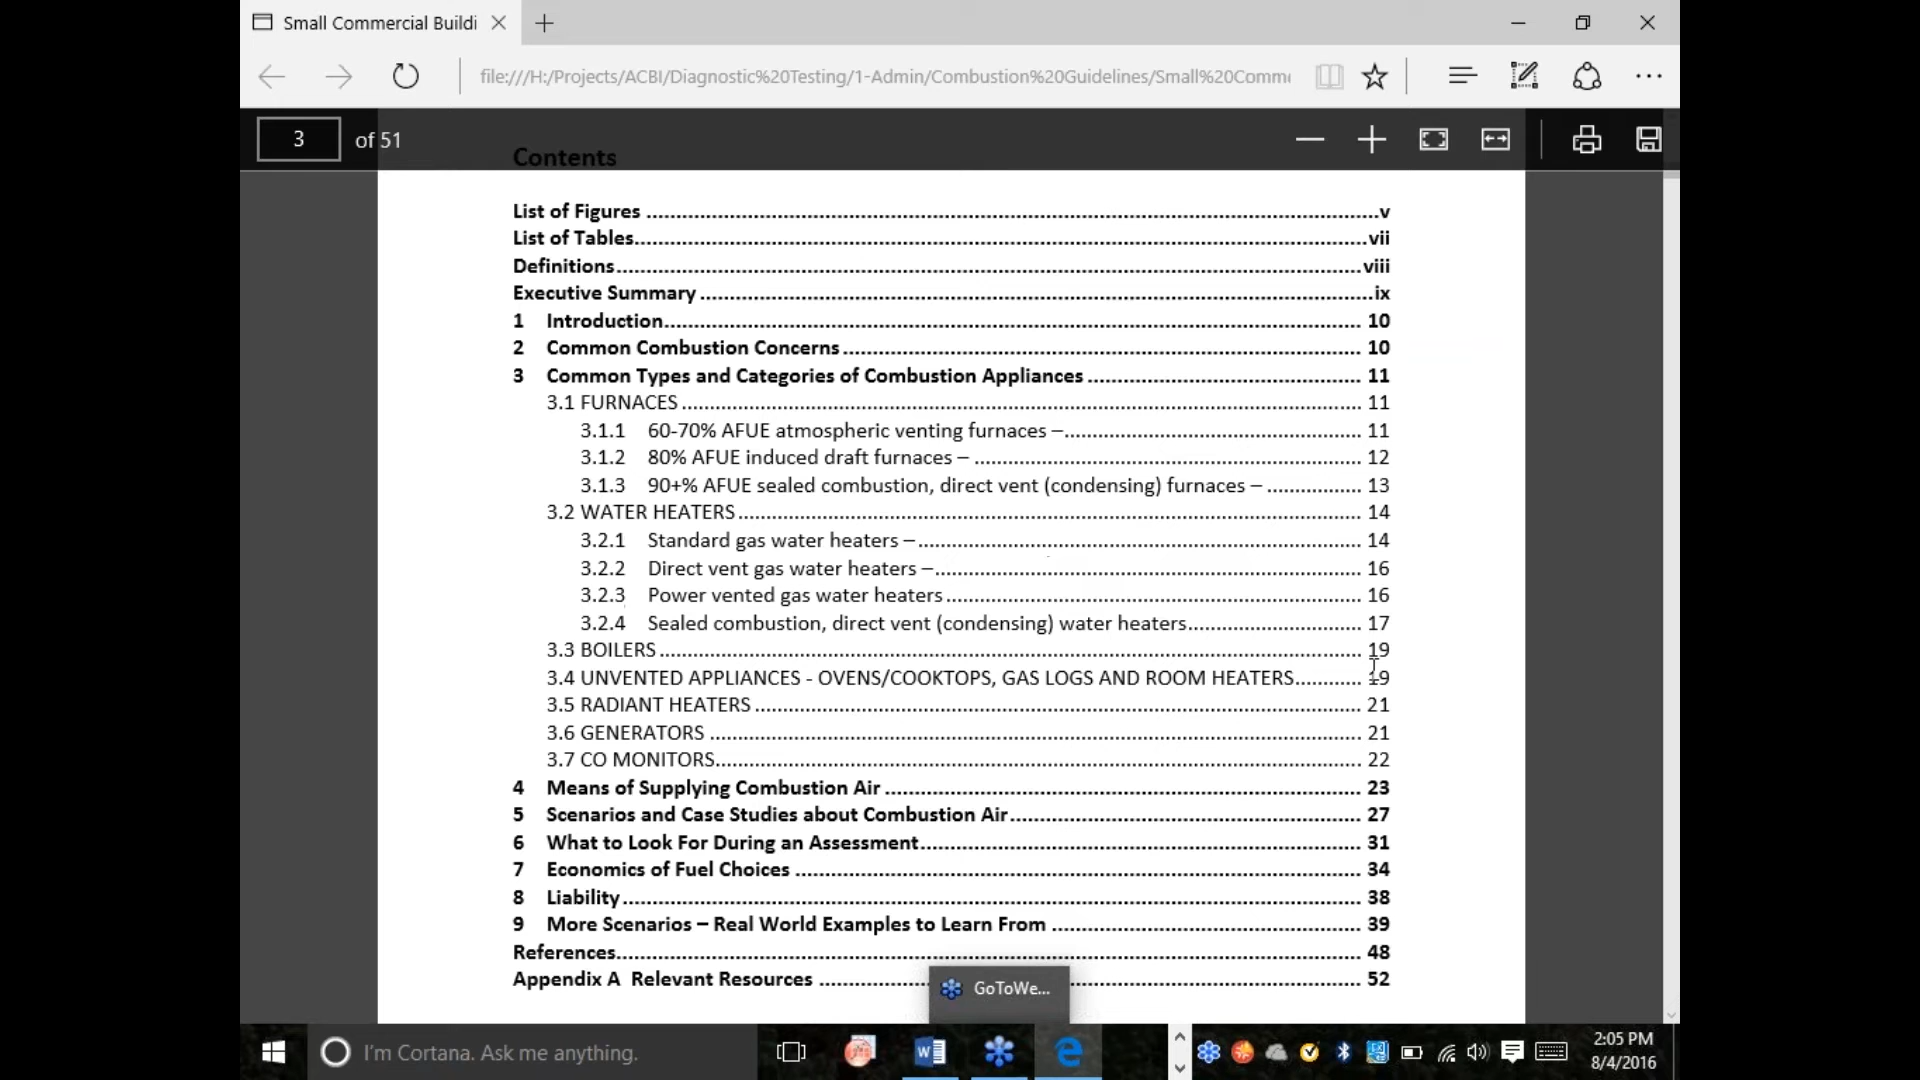 Small Commercial Buildi
file:///H:/Projects/ACBI/Diagnostic%20Testing/1-Admin/Combustion%20Guidelines/Small%20Comm
3 of 51
Contents
List of Figures ........ v
List of Tables ........ vii
Definitions ........ viii
Executive Summary ........ ix
1 Introduction ........ 10
2 Common Combustion Concerns ........ 10
3 Common Types and Categories of Combustion Appliances ........ 11
3.1 FURNACES ........ 11
3.1.1 60-70% AFUE atmospheric venting furnaces – ........ 11
3.1.2 80% AFUE induced draft furnaces – ........ 12
3.1.3 90+% AFUE sealed combustion, direct vent (condensing) furnaces – ........ 13
3.2 WATER HEATERS ........ 14
3.2.1 Standard gas water heaters – ........ 14
3.2.2 Direct vent gas water heaters – ........ 16
3.2.3 Power vented gas water heaters ........ 16
3.2.4 Sealed combustion, direct vent (condensing) water heaters ........ 17
3.3 BOILERS ........ 19
3.4 UNVENTED APPLIANCES - OVENS/COOKTOPS, GAS LOGS AND ROOM HEATERS ........ 19
3.5 RADIANT HEATERS ........ 21
3.6 GENERATORS ........ 21
3.7 CO MONITORS ........ 22
4 Means of Supplying Combustion Air ........ 23
5 Scenarios and Case Studies about Combustion Air ........ 27
6 What to Look For During an Assessment ........ 31
7 Economics of Fuel Choices ........ 34
8 Liability ........ 38
9 More Scenarios – Real World Examples to Learn From ........ 39
References ........ 48
Appendix A Relevant Resources ........ 52
GoToWe...
I'm Cortana. Ask me anything.
2:05 PM
8/4/2016